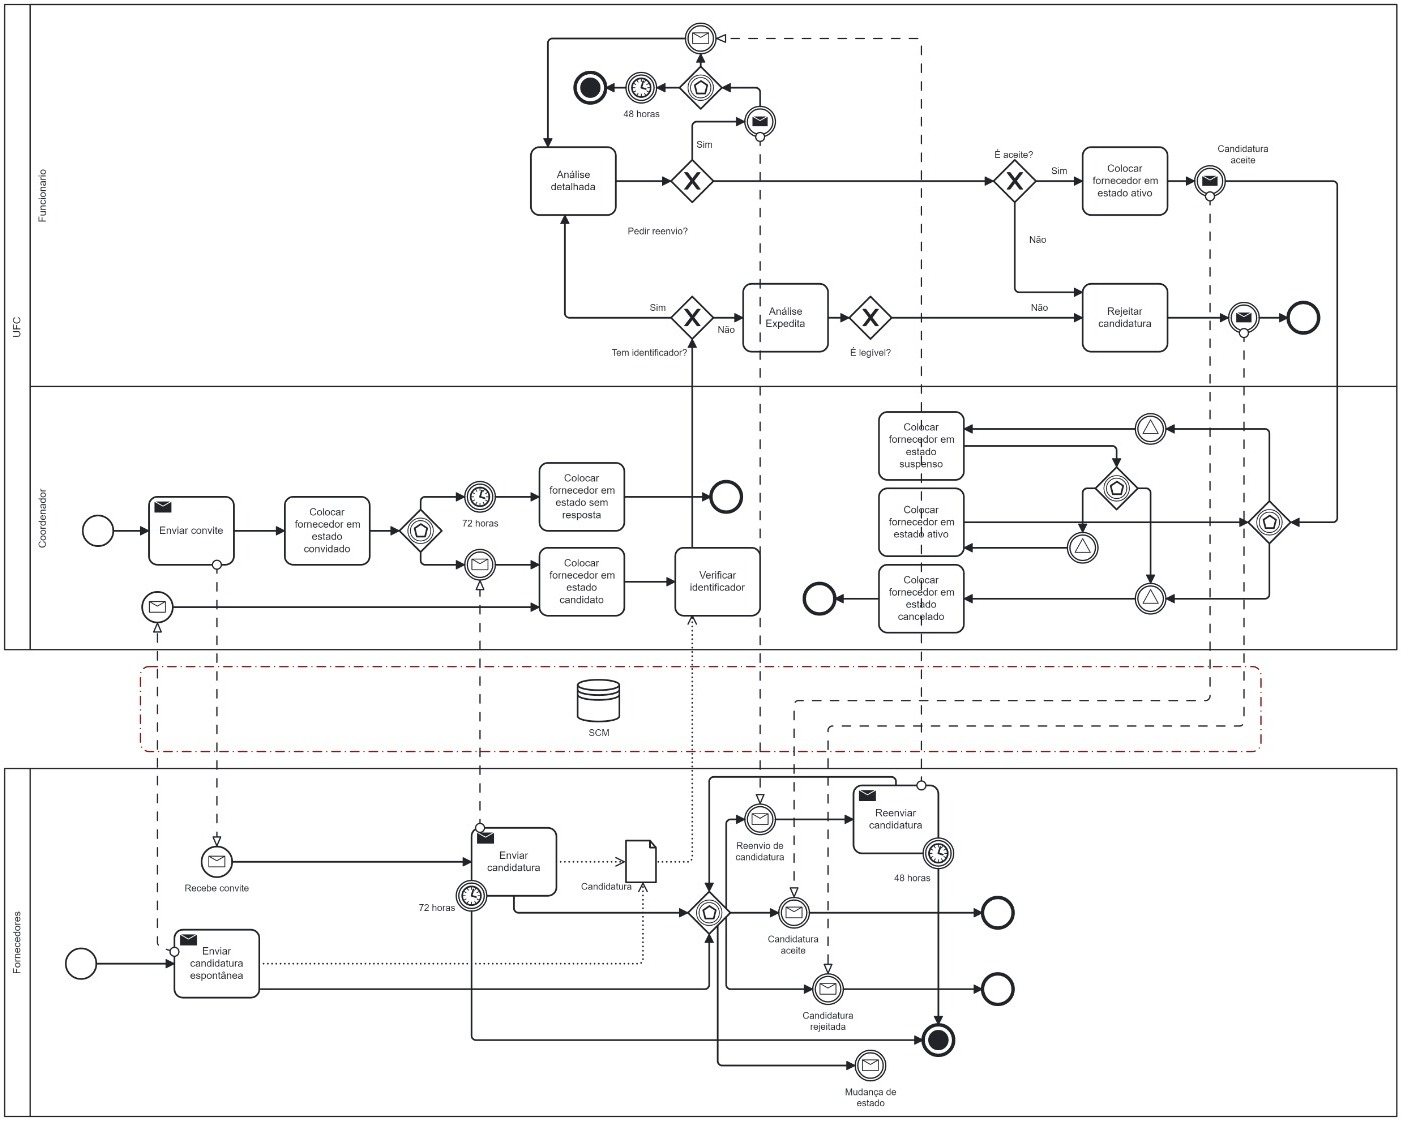 UFC
Funcionario
48 horas
Sim
Análise
detalhada
Pedir reenvio?
É aceite?
Sim
Colocar
fornecedor em
estado ativo
Candidatura
aceite
Não
Sim
Tem identificador?
Não
Análise
Expedita
É legível?
Não
Rejeitar
candidatura
Coordenador
Enviar convite
Colocar
fornecedor em
estado
convidado
72 horas
Colocar
fornecedor em
estado sem
resposta
Colocar
fornecedor em
estado
candidato
Verificar
identificador
Colocar
fornecedor em
estado
suspenso
Colocar
fornecedor em
estado ativo
Colocar
fornecedor em
estado
cancelado
SCM
Fornecedores
Recebe convite
Enviar
candidatura
72 horas
Candidatura
Enviar
candidatura
espontânea
Reenvio de
candidatura
Reenviar
candidatura
48 horas
Candidatura
aceite
Candidatura
rejeitada
Mudança de
estado